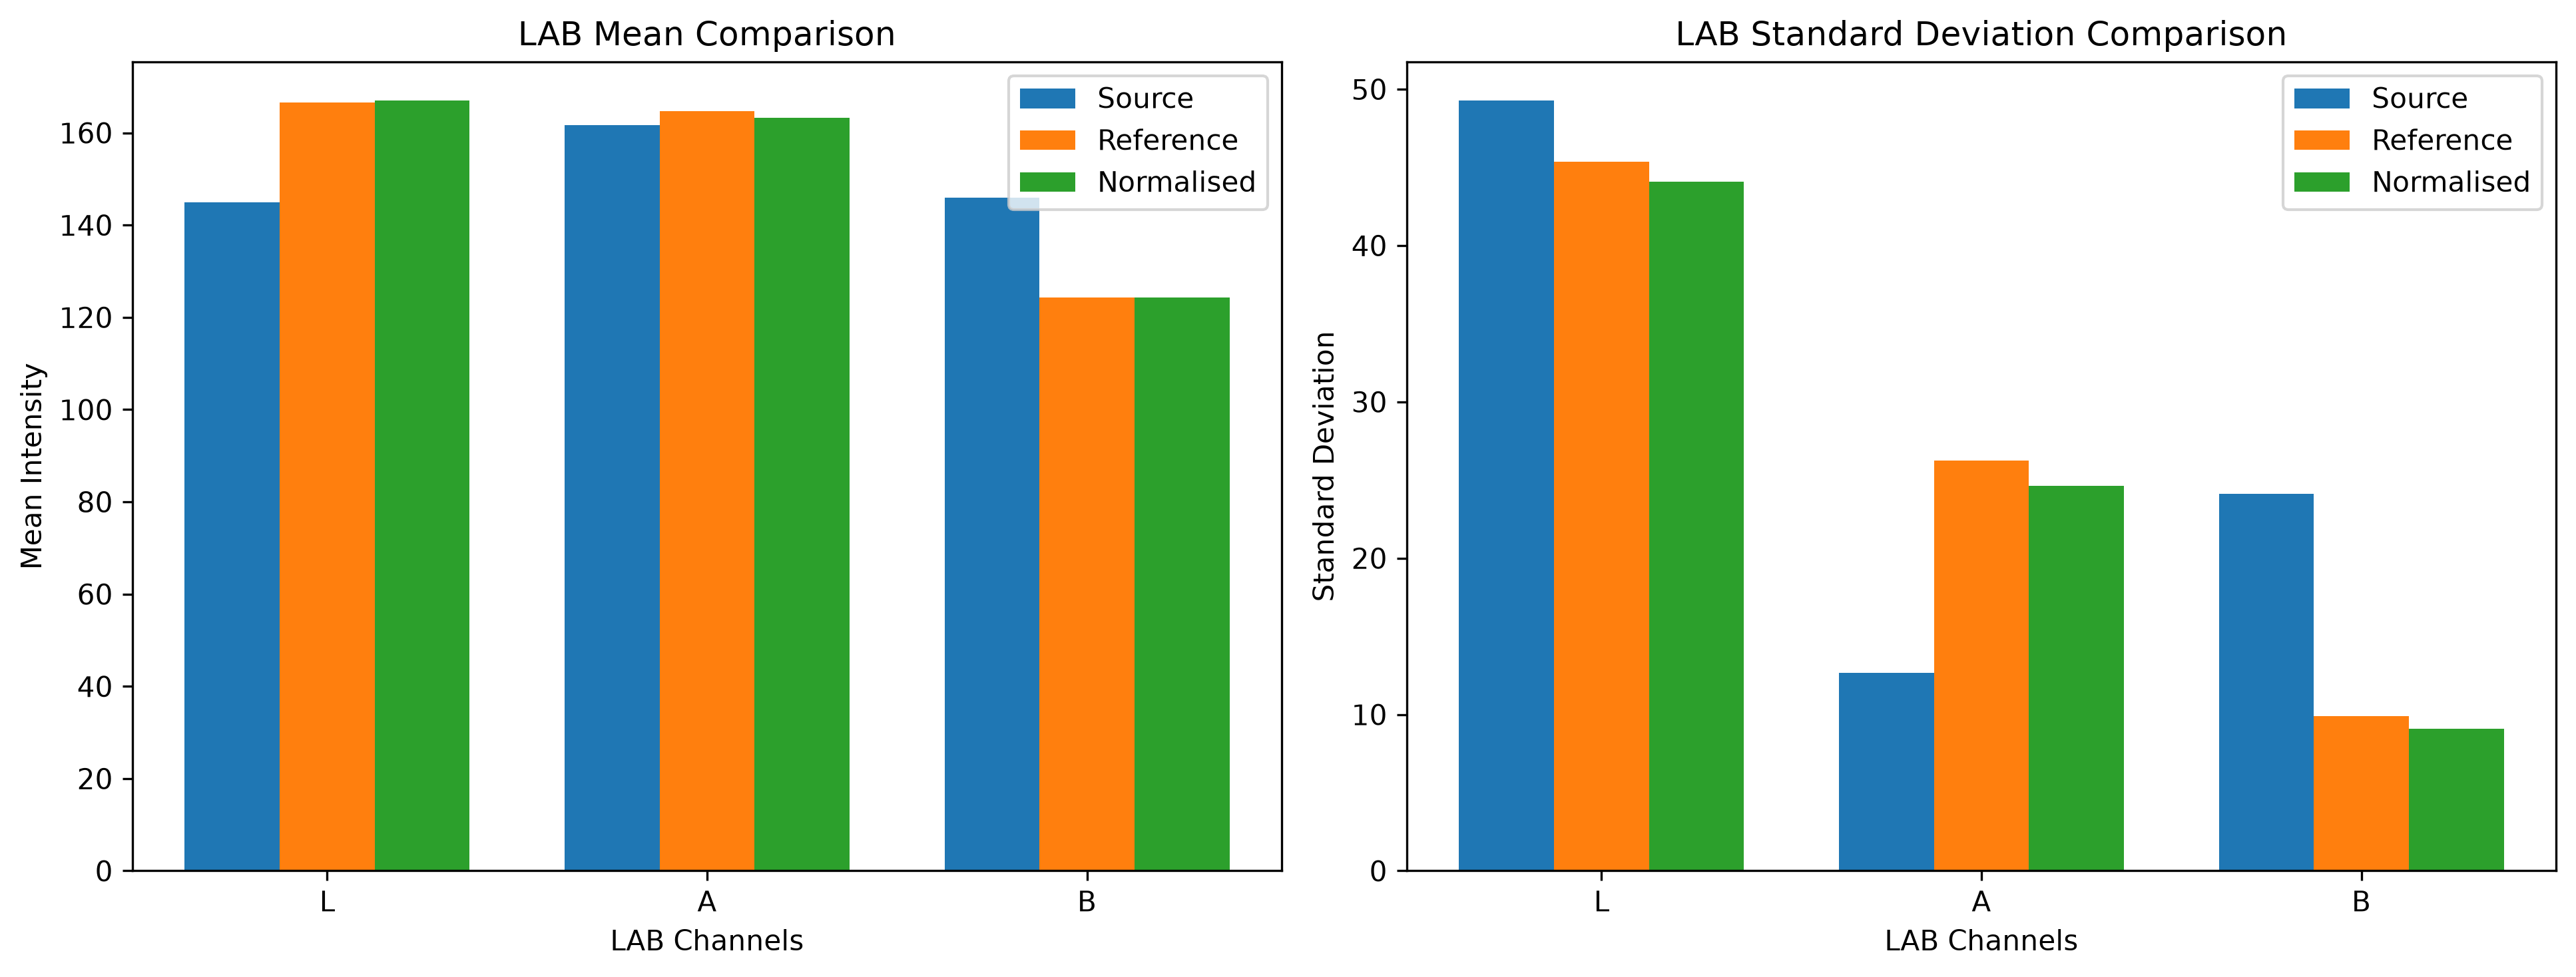 LAB Mean Comparison
Mean Intensity
160
140
120
100
80
60
40
20
0
Source
Reference
Normalised
L A B
LAB Channels
LAB Standard Deviation Comparison
Standard Deviation
50
40
30
20
10
0
Source
Reference
Normalised
L A B
LAB Channels